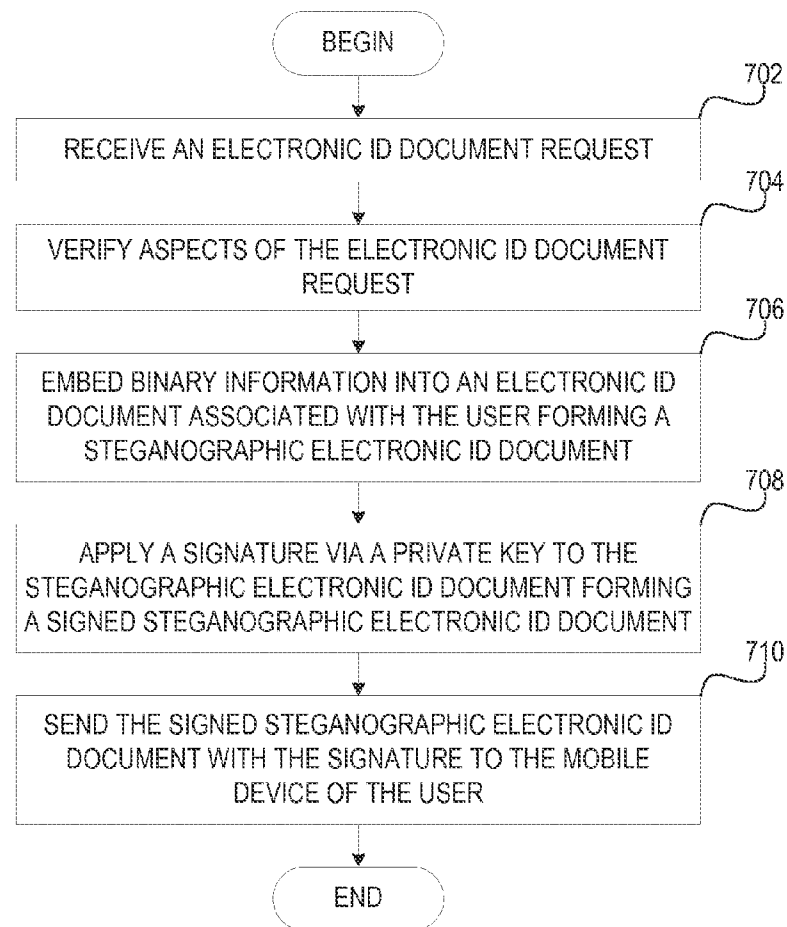 BEGIN
702
RECEIVE AN ELECTRONIC ID DOCUMENT REQUEST
704
VERIFY ASPECTS OF THE ELECTRONIC ID DOCUMENT
REQUEST
706
EMBED BINARY INFORMATION INTO AN ELECTRONIC ID
DOCUMENT ASSOCIATED WITH THE USER FORMING A
STEGANOGRAPHIC ELECTRONIC ID DOCUMENT
708
APPLY A SIGNATURE VIA A PRIVATE KEY TO THE
STEGANOGRAPHIC ELECTRONIC ID DOCUMENT FORMING
A SIGNED STEGANOGRAPHIC ELECTRONIC ID DOCUMENT
710
SEND THE SIGNED STEGANOGRAPHIC ELECTRONIC ID
DOCUMENT WITH THE SIGNATURE TO THE MOBILE
DEVICE OF THE USER
END